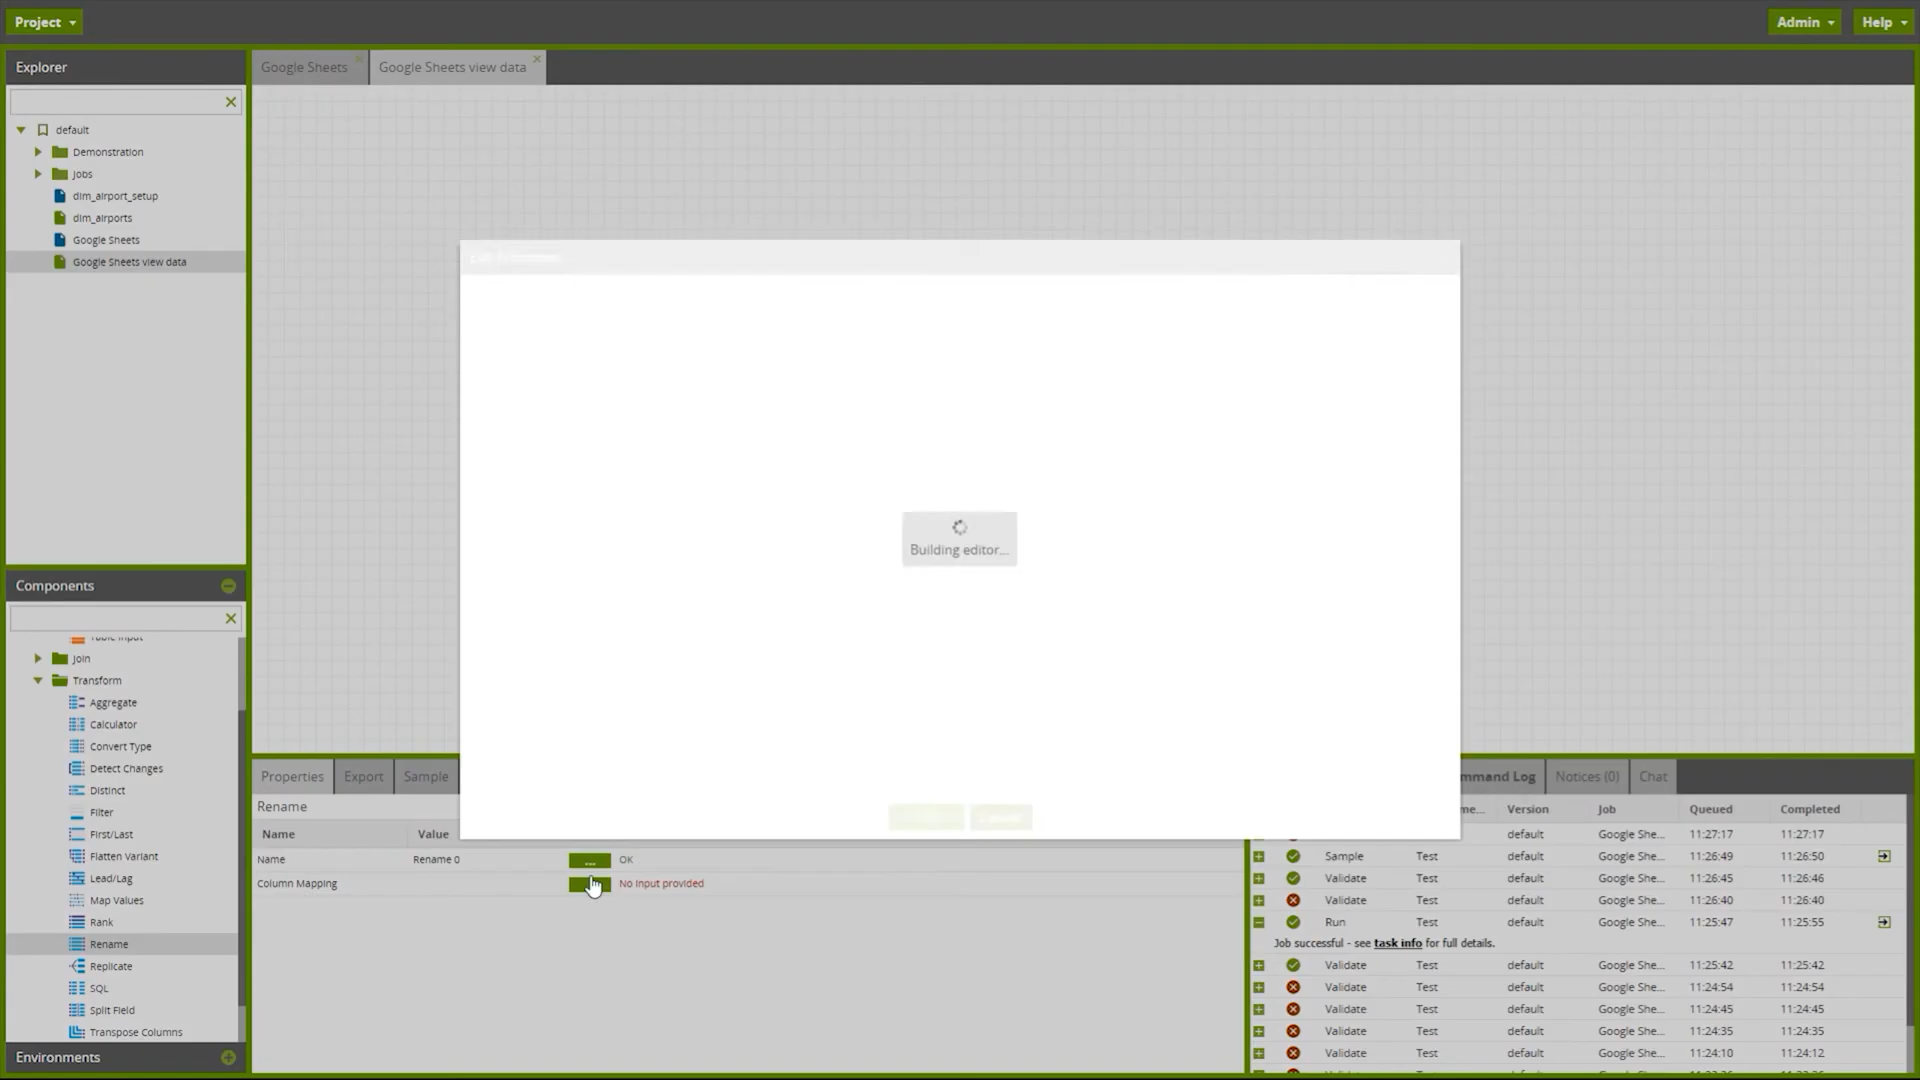 Project
Admin
Help
Explorer
Google Sheets
Google Sheets view data
default
Demonstration
Jobs
dim_airport_setup
dim_airports
Google Sheets
Google Sheets view data
Building editor...
Components
Table Input
Join
Transform
Aggregate
Calculator
Convert Type
Detect Changes
Distinct
Filter
First/Last
Flatten Variant
Lead/Lag
Map Values
Rank
Rename
Replicate
SQL
Split Field
Transpose Columns
Environments
Properties
Export
Sample
Rename
Name Value
Name Rename 0 ... OK
Column Mapping No input provided
mmand Log Notices (0) Chat
me... Version Job Queued Completed
default Google She... 11:27:17 11:27:17
Sample Test default Google She... 11:26:49 11:26:50
Validate Test default Google She... 11:26:45 11:26:46
Validate Test default Google She... 11:26:40 11:26:40
Run Test default Google She... 11:25:47 11:25:55
Job successful - see task info for full details.
Validate Test default Google She... 11:25:42 11:25:42
Validate Test default Google She... 11:24:54 11:24:54
Validate Test default Google She... 11:24:45 11:24:45
Validate Test default Google She... 11:24:35 11:24:35
Validate Test default Google She... 11:24:10 11:24:12